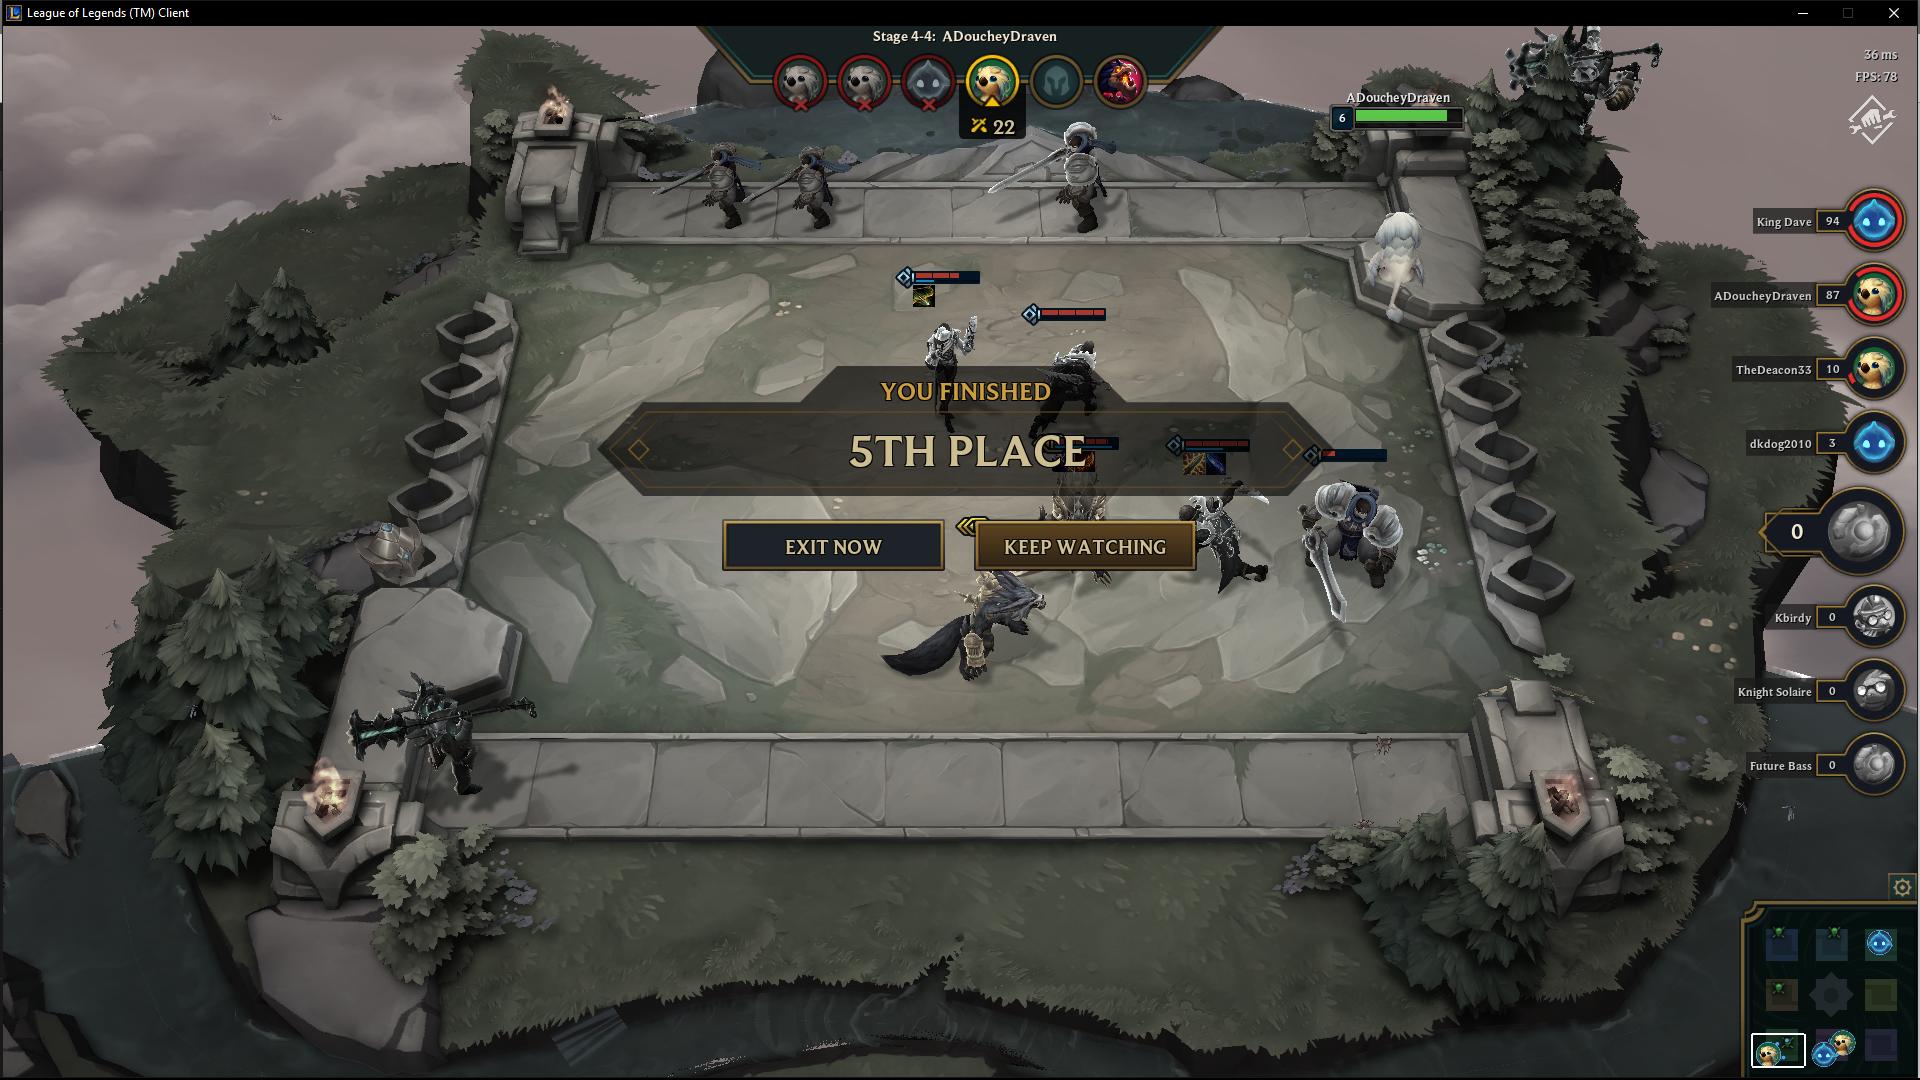 League of Legends (TM) Client
Stage 4-4: ADoucheyDraven
36 ms
FPS: 78
22
ADoucheyDraven
6
King Dave 94
ADoucheyDraven 87
TheDeacon33 10
dkdog2010 3
0
Kbirdy 0
Knight Solaire 0
Future Bass 0
YOU FINISHED
5TH PLACE
EXIT NOW
KEEP WATCHING